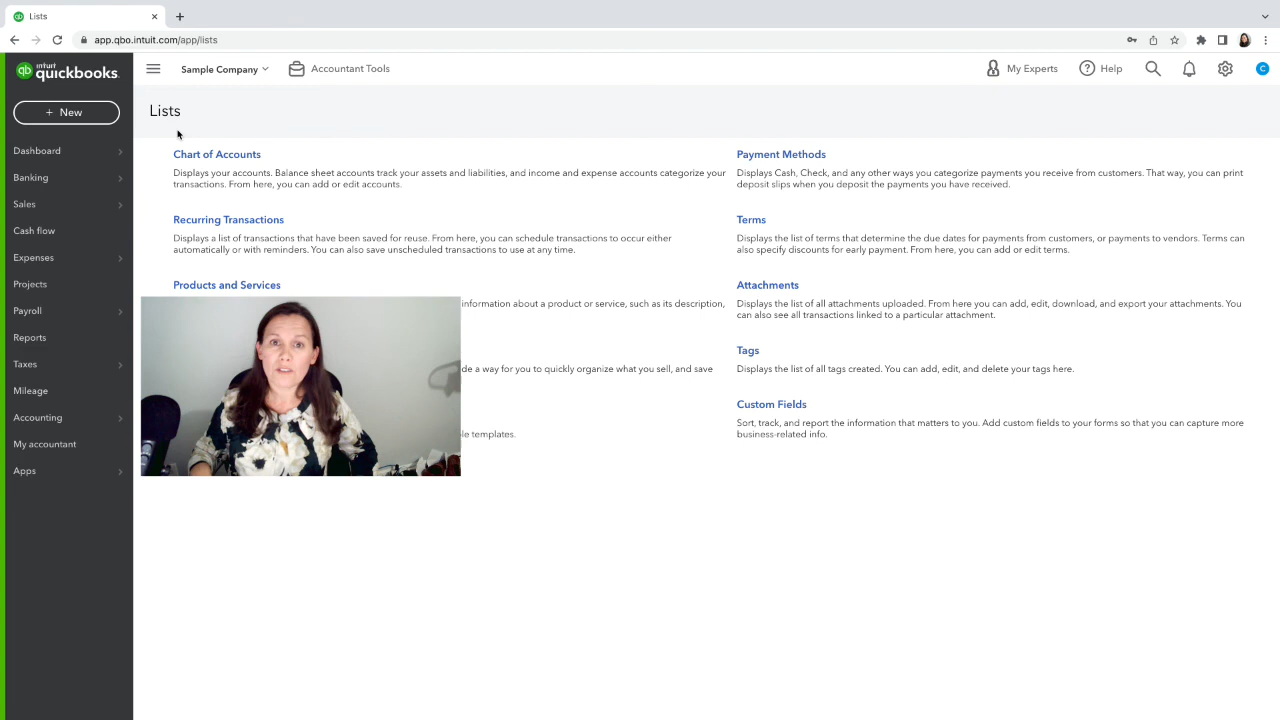 Lists
app.qbo.intuit.com/app/lists
intuit
quickbooks.
Sample Company
Accountant Tools
My Experts
Help
C
+ New
Dashboard
Banking
Sales
Cash flow
Expenses
Projects
Payroll
Reports
Taxes
Mileage
Accounting
My accountant
Apps
Lists
Chart of Accounts
Displays your accounts. Balance sheet accounts track your assets and liabilities, and income and expense accounts categorize your
transactions. From here, you can add or edit accounts.
Recurring Transactions
Displays a list of transactions that have been saved for reuse. From here, you can schedule transactions to occur either
automatically or with reminders. You can also save unscheduled transactions to use at any time.
Products and Services
information about a product or service, such as its description,
de a way for you to quickly organize what you sell, and save
le templates.
Payment Methods
Displays Cash, Check, and any other ways you categorize payments you receive from customers. That way, you can print
deposit slips when you deposit the payments you have received.
Terms
Displays the list of terms that determine the due dates for payments from customers, or payments to vendors. Terms can
also specify discounts for early payment. From here, you can add or edit terms.
Attachments
Displays the list of all attachments uploaded. From here you can add, edit, download, and export your attachments. You
can also see all transactions linked to a particular attachment.
Tags
Displays the list of all tags created. You can add, edit, and delete your tags here.
Custom Fields
Sort, track, and report the information that matters to you. Add custom fields to your forms so that you can capture more
business-related info.